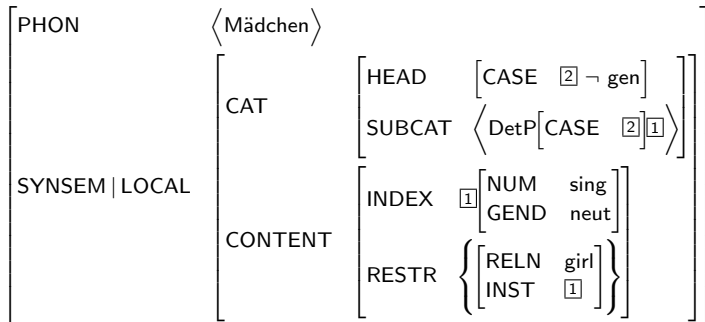 PHON ⟨Mädchen⟩
HEAD [CASE 2 ¬ gen]
CAT
SUBCAT ⟨DetP[CASE 2]1⟩
SYNSEM | LOCAL
INDEX 1[NUM sing
GEND neut]
CONTENT
RESTR {[RELN girl
INST 1]}